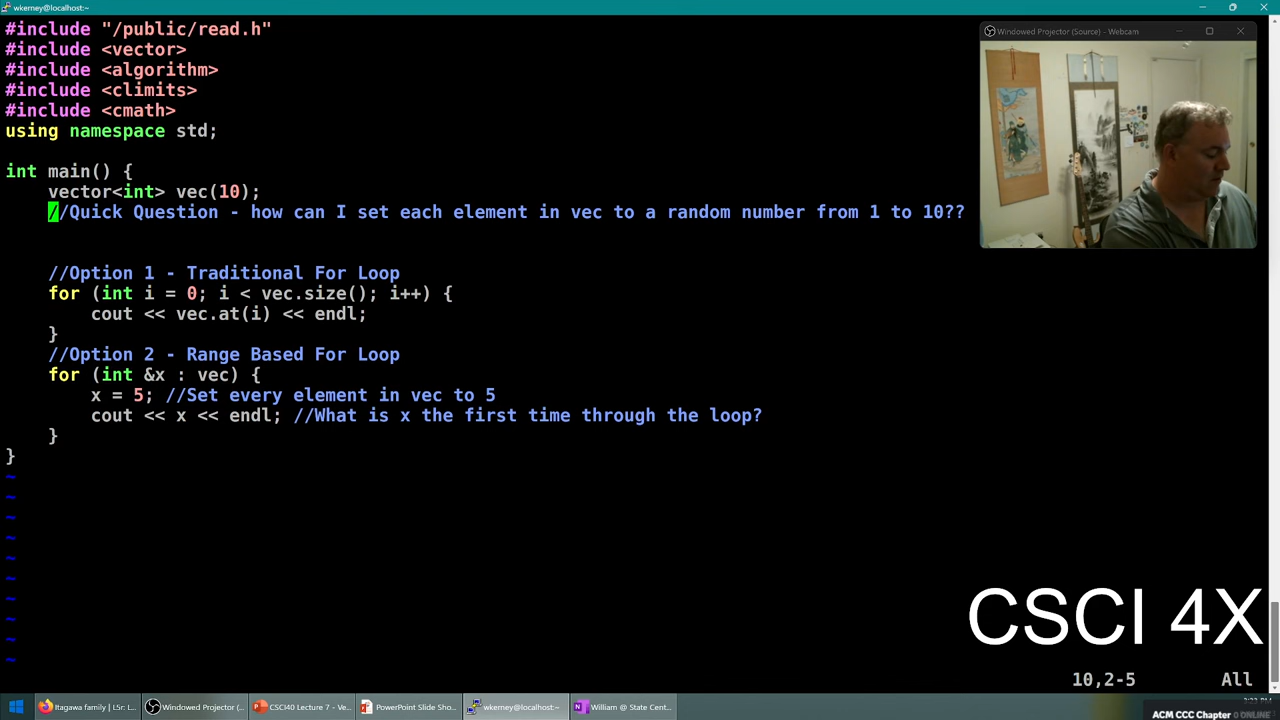 wkerney@localhost:~
#include "/public/read.h"
#include <vector>
#include <algorithm>
#include <climits>
#include <cmath>
using namespace std;
int main() {
vector<int> vec(10);
//Quick Question - how can I set each element in vec to a random number from 1 to 10??
//Option 1 - Traditional For Loop
for (int i = 0; i < vec.size(); i++) {
cout << vec.at(i) << endl;
}
//Option 2 - Range Based For Loop
for (int &x : vec) {
x = 5; //Set every element in vec to 5
cout << x << endl; //What is x the first time through the loop?
}
}
~
~
~
~
~
~
~
~
~
~
Windowed Projector (Source) - Webcam
CSCI 4X
10,2-5 All
Itagawa family | L5r: L...
Windowed Projector (...
CSCI40 Lecture 7 - Ve...
PowerPoint Slide Sho...
wkerney@localhost:~
William @ State Cent...
ACM CCC Chapter 0 ONLINE